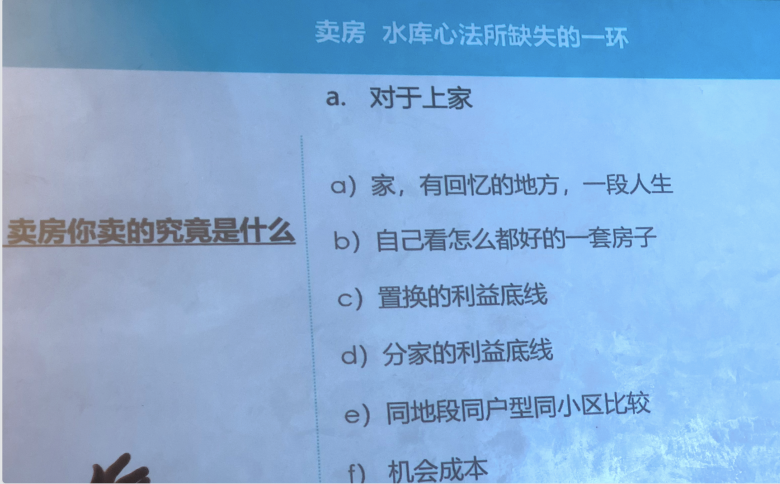 卖房 水库心法所缺失的一环
a. 对于上家
卖房你卖的究竟是什么
a）家，有回忆的地方，一段人生
b）自己看怎么都好的一套房子
c）置换的利益底线
d）分家的利益底线
e）同地段同户型同小区比较
f）机会成本